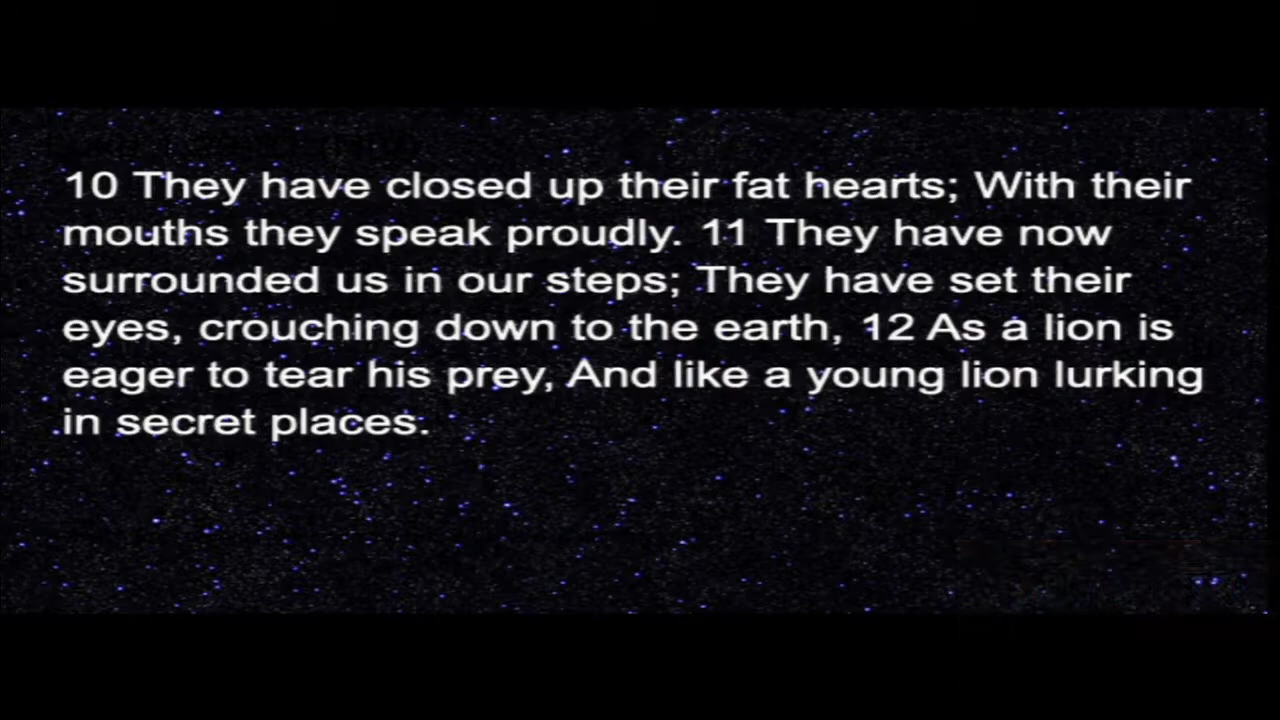 10 They have closed up their fat hearts; With their
mouths they speak proudly. 11 They have now
surrounded us in our steps; They have set their
eyes, crouching down to the earth, 12 As a lion is
eager to tear his prey, And like a young lion lurking
in secret places.